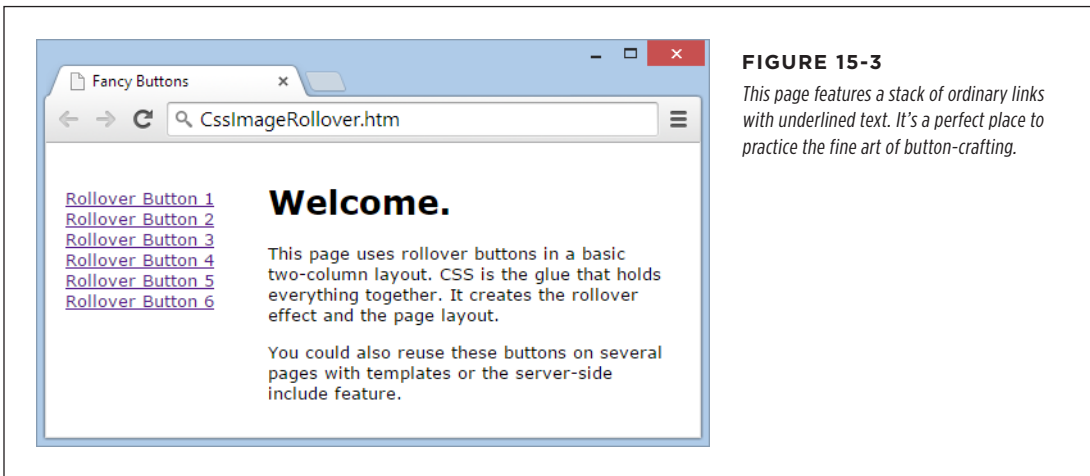 Fancy Buttons
CssImageRollover.htm
Rollover Button 1
Rollover Button 2
Rollover Button 3
Rollover Button 4
Rollover Button 5
Rollover Button 6
Welcome.
This page uses rollover buttons in a basic
two-column layout. CSS is the glue that holds
everything together. It creates the rollover
effect and the page layout.
You could also reuse these buttons on several
pages with templates or the server-side
include feature.
FIGURE 15-3
This page features a stack of ordinary links
with underlined text. It's a perfect place to
practice the fine art of button-crafting.